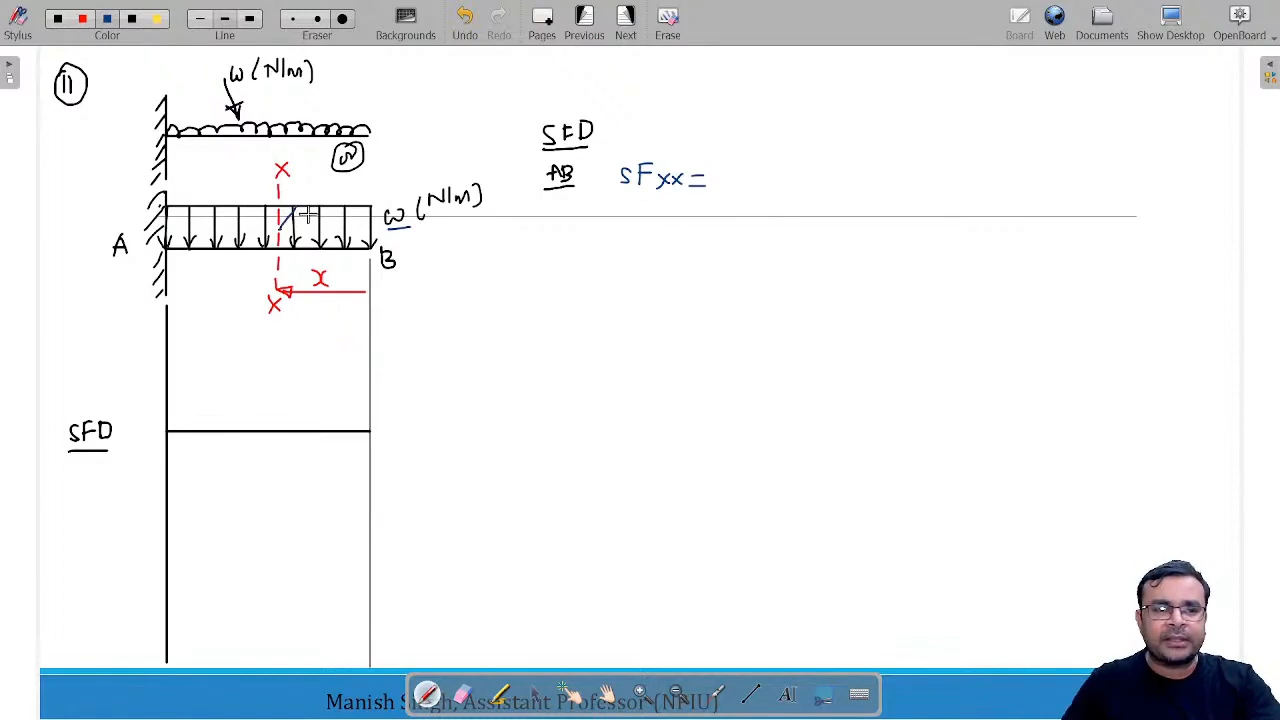 Stylus
Color
Line
Eraser
Backgrounds
Undo
Redo
Pages
Previous
Next
Erase
Board
Web
Documents
Show Desktop
OpenBoard
11
w (N/m)
SFD
AB SFxx =
X
w (N/m)
A
B
x
X
SFD
Manish Singh, Assistant Professor (NPIU)